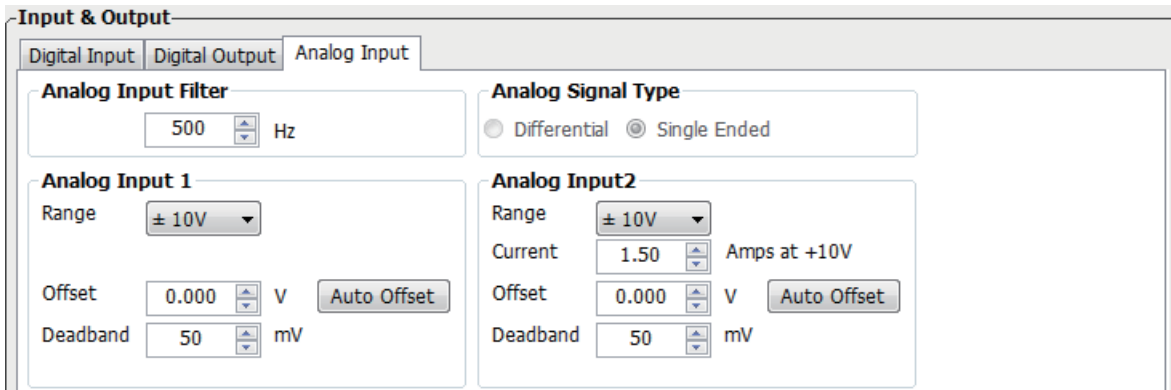 Input & Output
Digital Input Digital Output Analog Input
Analog Input Filter
500 Hz
Analog Signal Type
Differential Single Ended
Analog Input 1
Range ± 10V
Offset 0.000 V Auto Offset
Deadband 50 mV
Analog Input2
Range ± 10V
Current 1.50 Amps at +10V
Offset 0.000 V Auto Offset
Deadband 50 mV